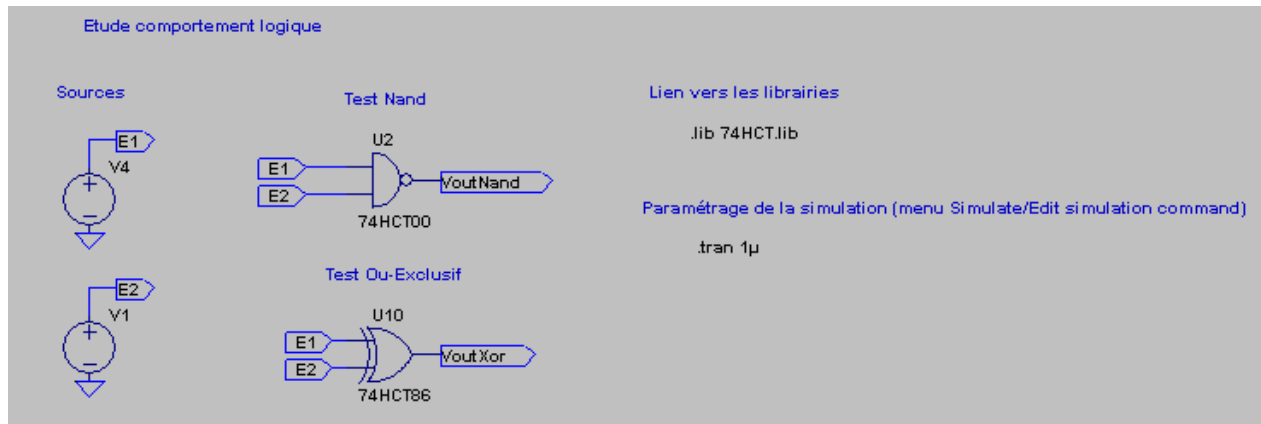 Etude comportement logique
Sources
E1
V4
E2
V1
Test Nand
U2
E1
E2
VoutNand
74HCT00
Test Ou-Exclusif
U10
E1
E2
VoutXor
74HCT86
Lien vers les librairies
.lib 74HCT.lib
Paramétrage de la simulation (menu Simulate/Edit simulation command)
.tran 1µ